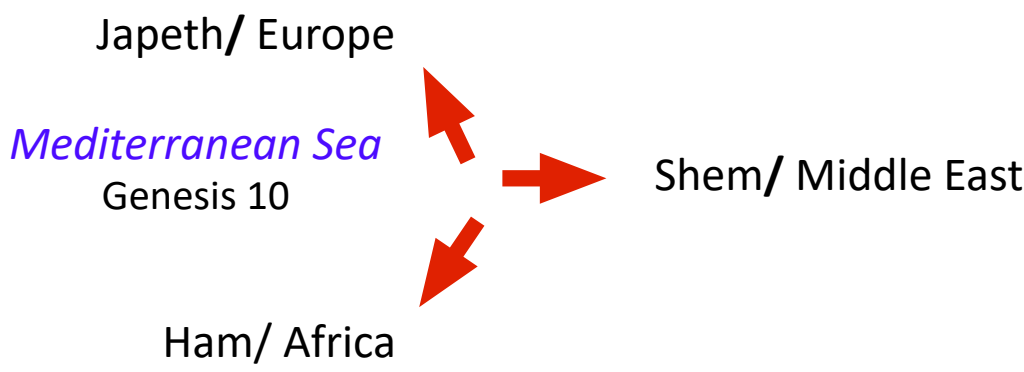 Japeth/ Europe
Mediterranean Sea
Genesis 10
Shem/ Middle East
Ham/ Africa